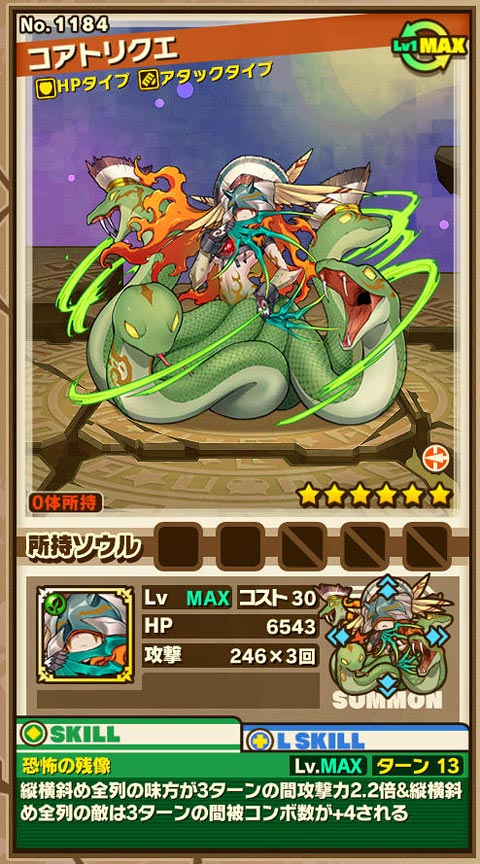 No.1184
コアトリクエ
Lv1 MAX
HPタイプ アタックタイプ
0体所持
所持ソウル
Lv MAX コスト 30
HP 6543
攻撃 246×3回
SUMMON
SKILL
L SKILL
恐怖の残像 Lv.MAX ターン 13
縦横斜め全列の味方が3ターンの間攻撃力2.2倍&縦横斜
め全列の敵は3ターンの間被コンボ数が+4される